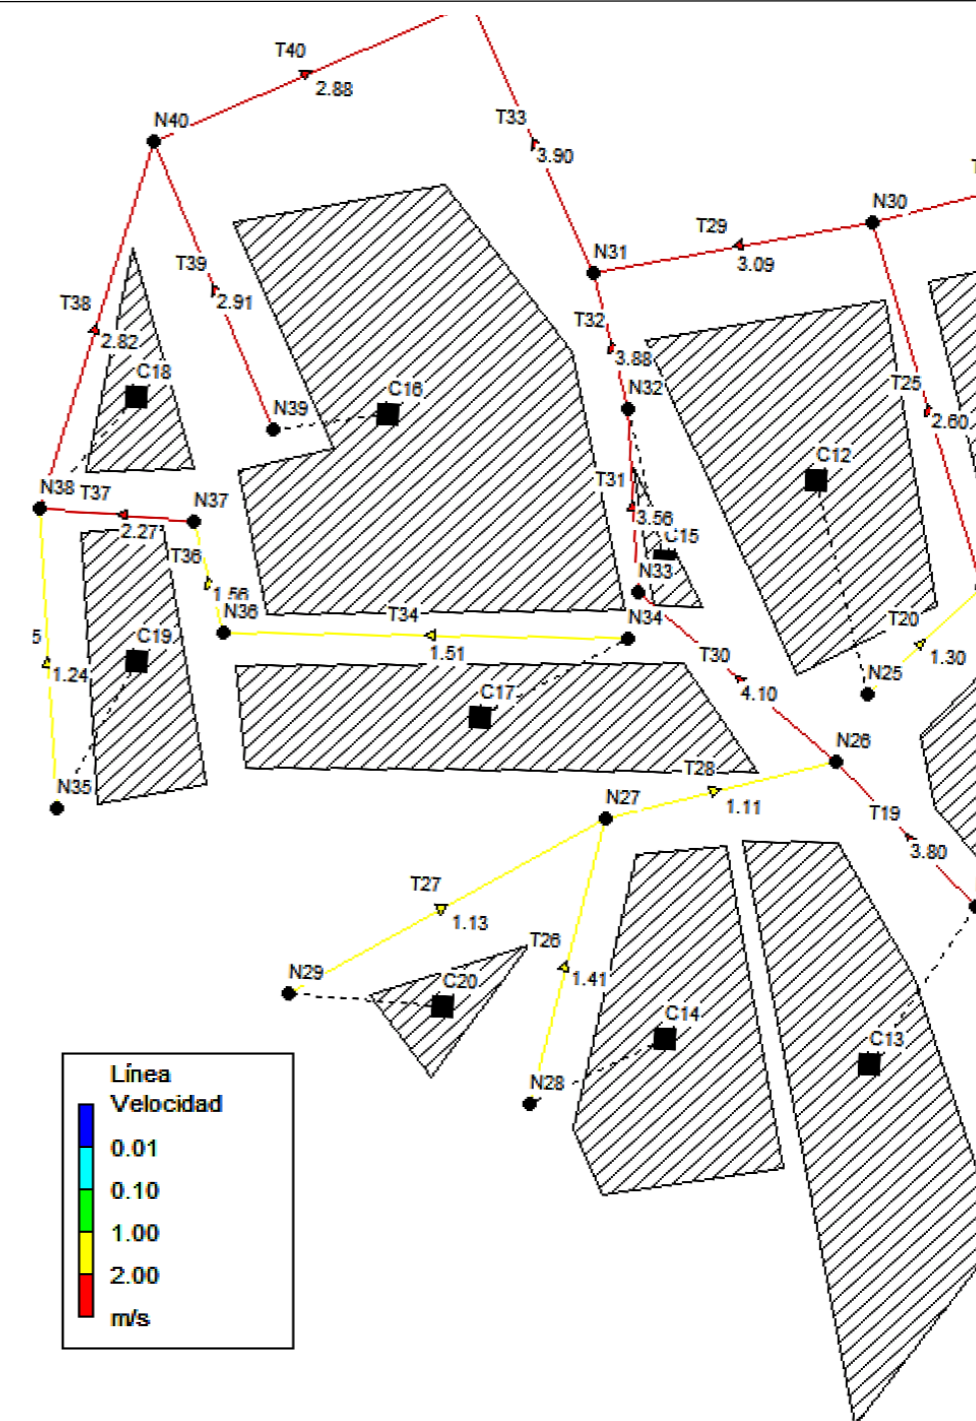 T40
2.88
T33
N40
3.90
N30
T29
N31
3.09
T39
2.91
T38
T32
2.82
3.88
C18
C16
T25
N39
N32
2.60
C12
T31
N38
T37
N37
3.56
2.27
C15
T36
N33
1.56
N36
T34
N34
T20
5
C19
1.51
T30
1.30
1.24
N25
C17
4.10
N26
T28
N35
N27
1.11
T19
3.80
T27
1.13
T26
N29
C20
1.41
C14
C13
N28
Línea
Velocidad
0.01
0.10
1.00
2.00
m/s